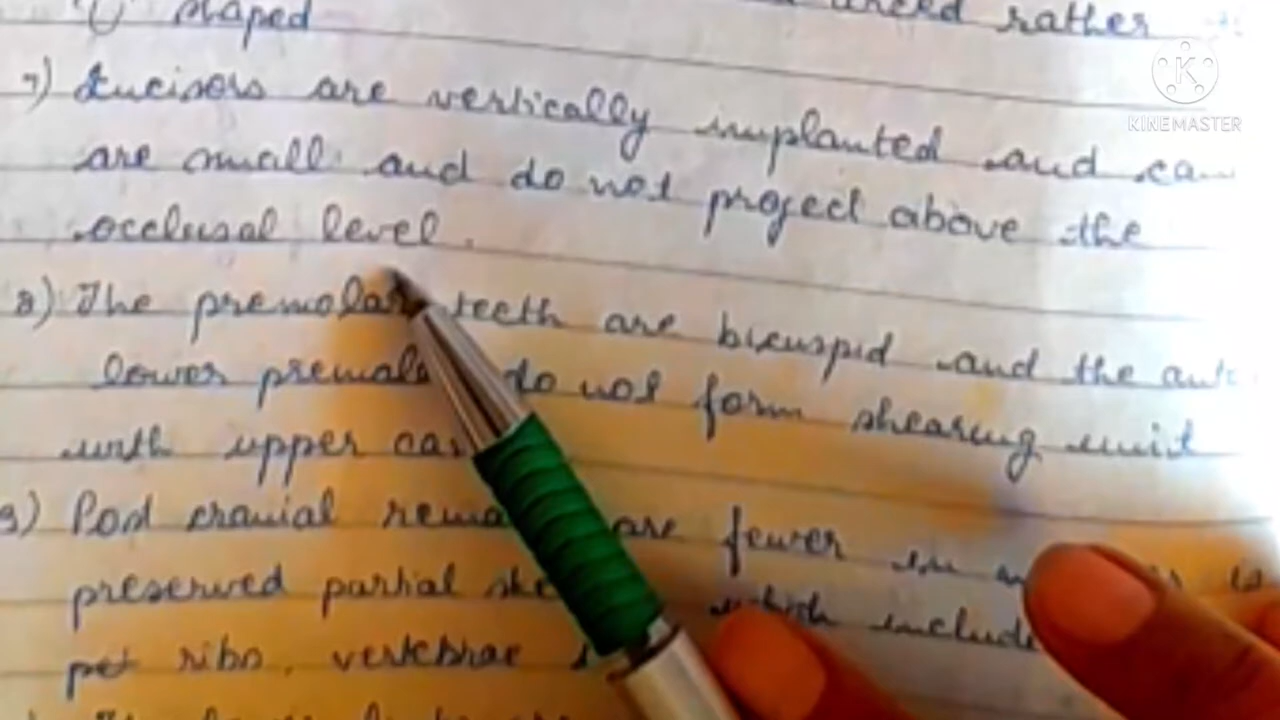 "U" shaped arced rather
7) Incisors are vertically implanted and
are small and do not project above the
occlusal level.
8) The premolar teeth are bicuspid and the
lower do not form shearing unit
with upper
9) Post cranial are fewer in
preserved partial which include
ribs, vertebrae
KINEMASTER